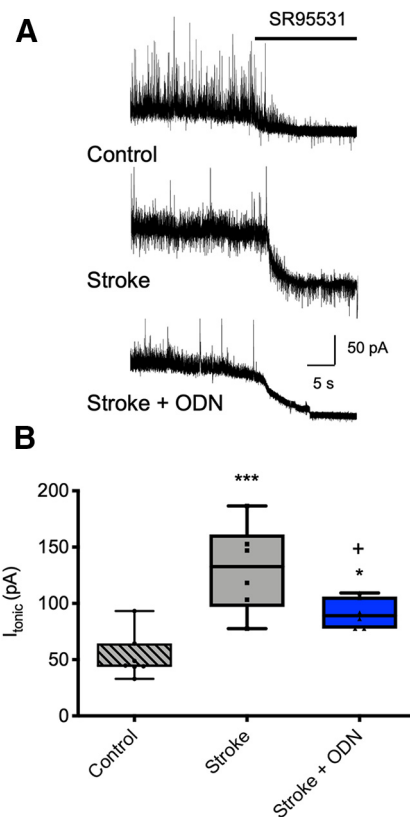 A
SR95531
Control
Stroke
50 pA
5 s
Stroke + ODN
B
***
200
+
150
*
100
50
0
Itonic (pA)
Control
Stroke
Stroke + ODN